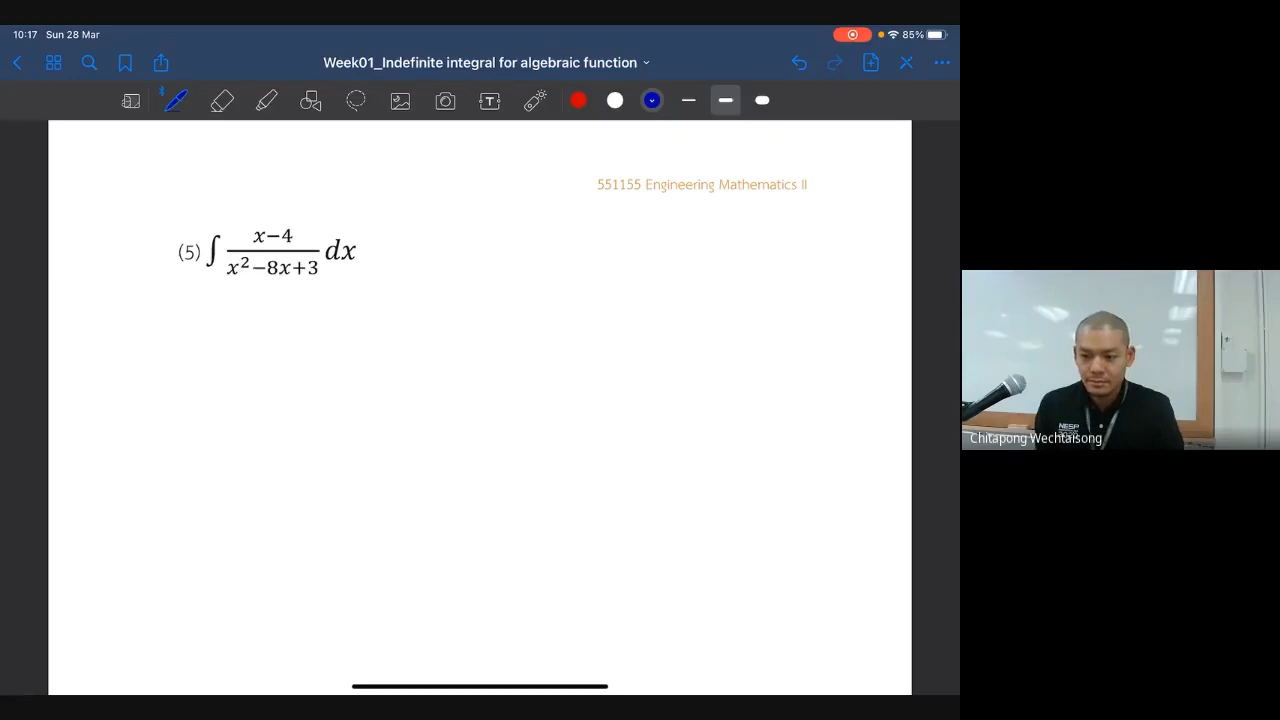 10:17 Sun 28 Mar
85%
Week01_Indefinite integral for algebraic function
T
551155 Engineering Mathematics II
(5) ∫ x−4 / x²−8x+3 dx
NESP
Chitapong Wechtaisong